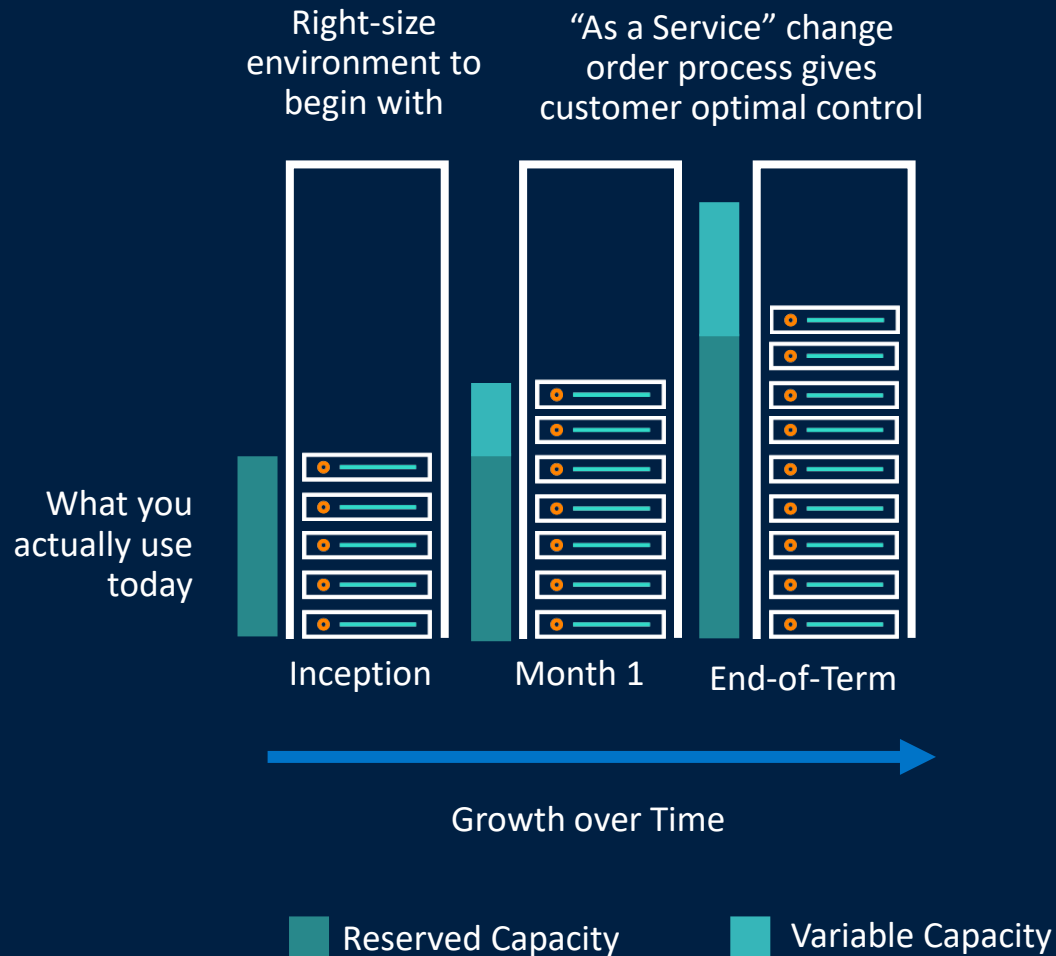 Right-size
environment to
begin with
“As a Service” change
order process gives
customer optimal control
What you
actually use
today
Inception
Month 1
End-of-Term
Growth over Time
Reserved Capacity
Variable Capacity